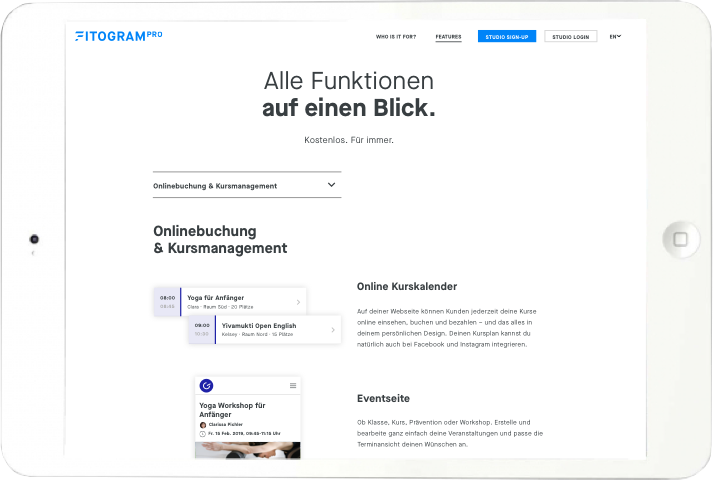 FITOGRAMPRO
WHO IS IT FOR? FEATURES STUDIO SIGN-UP STUDIO LOGIN EN
Alle Funktionen
auf einen Blick.
Kostenlos. Für immer.
Onlinebuchung & Kursmanagement
Onlinebuchung
& Kursmanagement
08:00 Yoga für Anfänger
08:45 Clara · Raum Süd · 20 Plätze
09:00 Yivamukti Open English
10:00 Kelsey · Raum Nord · 15 Plätze
Online Kurskalender
Auf deiner Webseite können Kunden jederzeit deine Kurse
online einsehen, buchen und bezahlen – und das alles in
deinem persönlichen Design. Deinen Kursplan kannst du
natürlich auch bei Facebook und Instagram integrieren.
Yoga Workshop für
Anfänger
Clarissa Pichler
Fr. 15 Feb. 2019, 09:45-11:15 Uhr
Eventseite
Ob Klasse, Kurs, Prävention oder Workshop. Erstelle und
bearbeite ganz einfach deine Veranstaltungen und passe die
Terminansicht deinen Wünschen an.